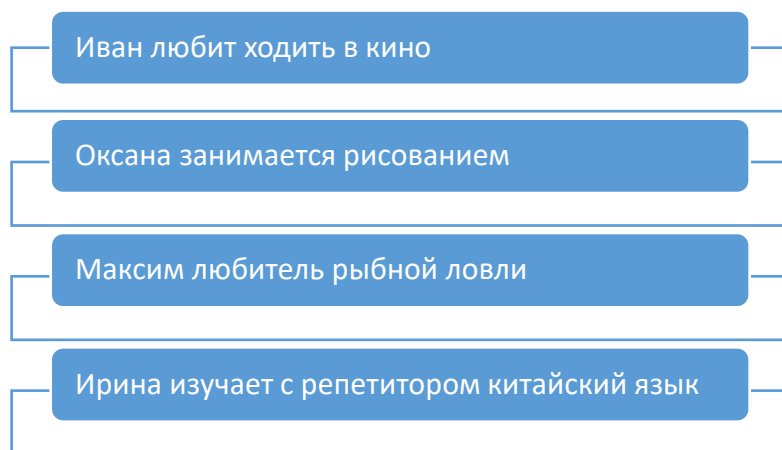 Иван любит ходить в кино
Оксана занимается рисованием
Максим любитель рыбной ловли
Ирина изучает с репетитором китайский язык